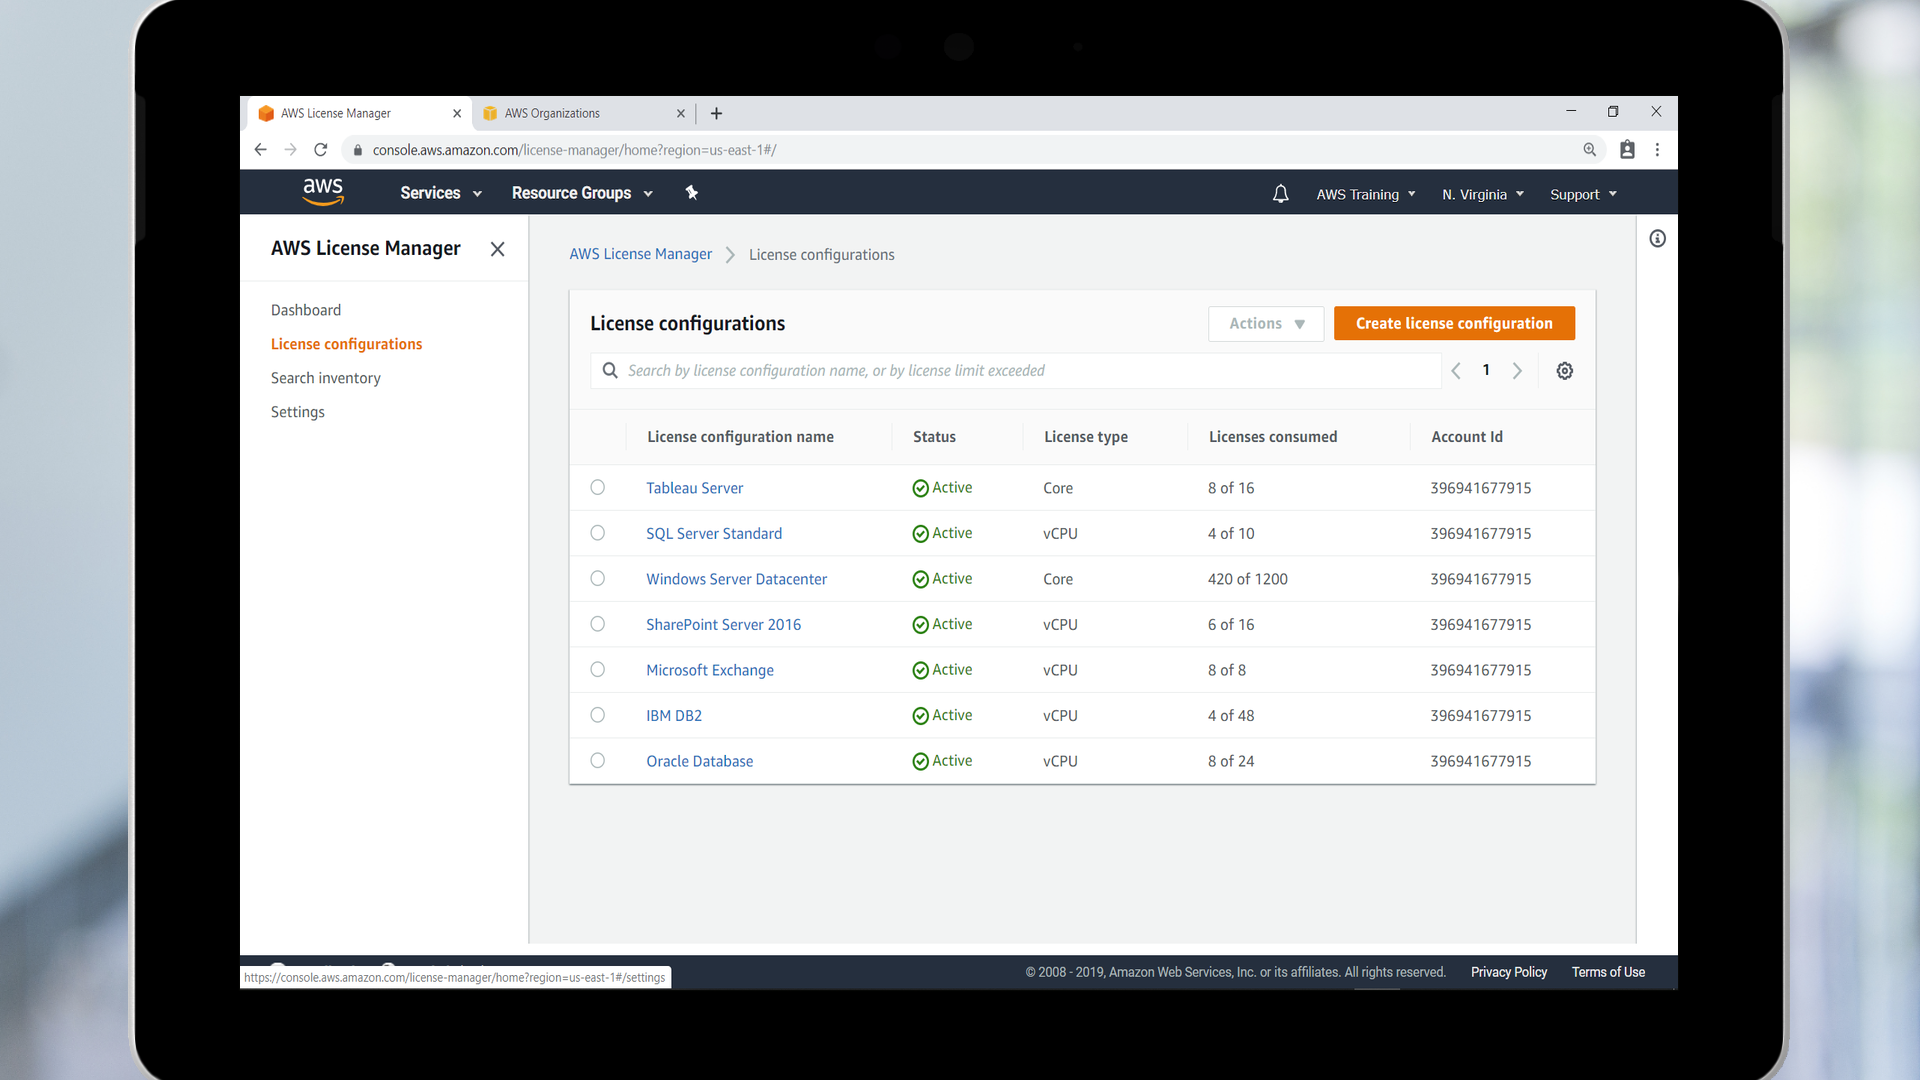 AWS License Manager
AWS Organizations
console.aws.amazon.com/license-manager/home?region=us-east-1#/
aws
Services
Resource Groups
AWS Training
N. Virginia
Support
AWS License Manager
Dashboard
License configurations
Search inventory
Settings
AWS License Manager > License configurations
License configurations
Actions
Create license configuration
Search by license configuration name, or by license limit exceeded
1
License configuration name Status License type Licenses consumed Account Id
Tableau Server Active Core 8 of 16 396941677915
SQL Server Standard Active vCPU 4 of 10 396941677915
Windows Server Datacenter Active Core 420 of 1200 396941677915
SharePoint Server 2016 Active vCPU 6 of 16 396941677915
Microsoft Exchange Active vCPU 8 of 8 396941677915
IBM DB2 Active vCPU 4 of 48 396941677915
Oracle Database Active vCPU 8 of 24 396941677915
https://console.aws.amazon.com/license-manager/home?region=us-east-1#/settings
© 2008 - 2019, Amazon Web Services, Inc. or its affiliates. All rights reserved.
Privacy Policy
Terms of Use